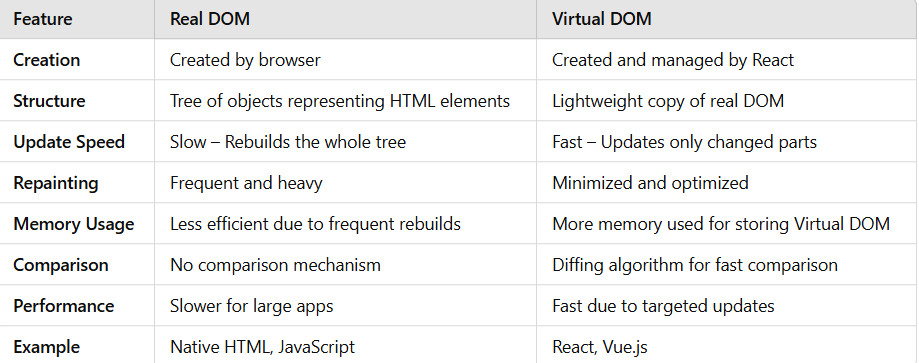 Feature Real DOM Virtual DOM
Creation Created by browser Created and managed by React
Structure Tree of objects representing HTML elements Lightweight copy of real DOM
Update Speed Slow – Rebuilds the whole tree Fast – Updates only changed parts
Repainting Frequent and heavy Minimized and optimized
Memory Usage Less efficient due to frequent rebuilds More memory used for storing Virtual DOM
Comparison No comparison mechanism Diffing algorithm for fast comparison
Performance Slower for large apps Fast due to targeted updates
Example Native HTML, JavaScript React, Vue.js